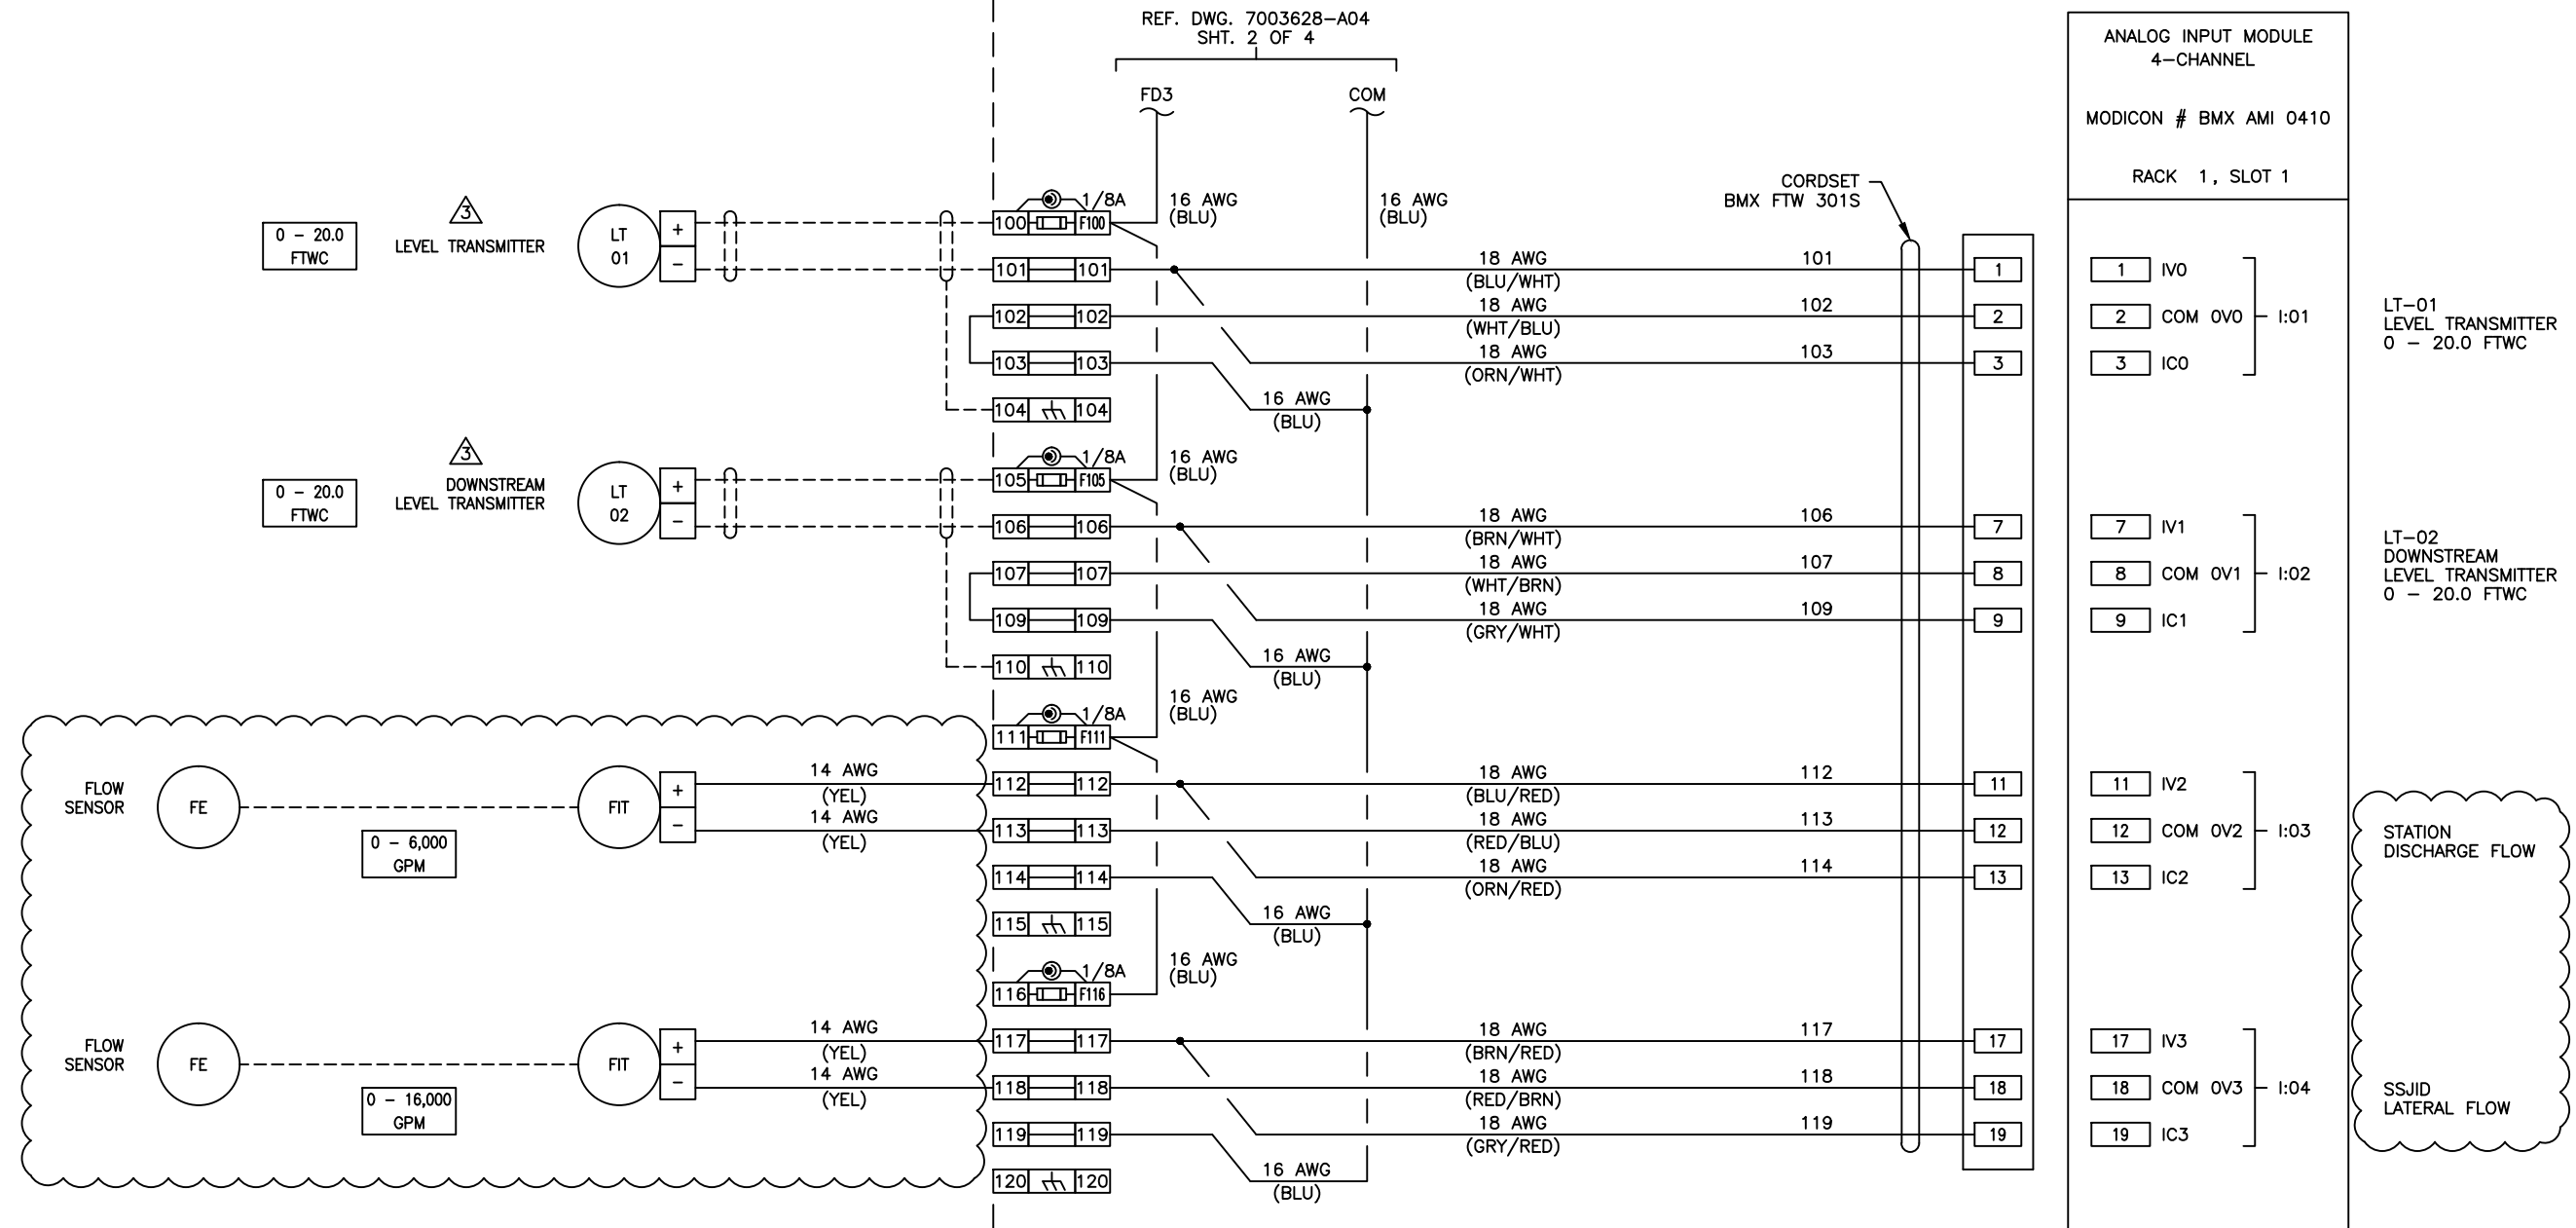 REF. DWG. 7003628-A04
SHT. 2 OF 4
FD3
COM
ANALOG INPUT MODULE
4-CHANNEL
MODICON # BMX AMI 0410
RACK 1, SLOT 1
CORDSET
BMX FTW 301S
16 AWG
(BLU)
16 AWG
(BLU)
0 - 20.0
FTWC
3
LEVEL TRANSMITTER
LT
01
+
-
1/8A
100
F100
101
101
18 AWG
(BLU/WHT)
101
1
1
IV0
102
102
18 AWG
(WHT/BLU)
102
2
2
COM 0V0
I:01
103
103
18 AWG
(ORN/WHT)
103
3
3
IC0
LT-01
LEVEL TRANSMITTER
0 - 20.0 FTWC
104
104
16 AWG
(BLU)
0 - 20.0
FTWC
3
DOWNSTREAM
LEVEL TRANSMITTER
LT
02
+
-
1/8A
105
F105
16 AWG
(BLU)
106
106
18 AWG
(BRN/WHT)
106
7
7
IV1
107
107
18 AWG
(WHT/BRN)
107
8
8
COM 0V1
I:02
109
109
18 AWG
(GRY/WHT)
109
9
9
IC1
LT-02
DOWNSTREAM
LEVEL TRANSMITTER
0 - 20.0 FTWC
110
110
16 AWG
(BLU)
1/8A
111
F111
16 AWG
(BLU)
FLOW
SENSOR
FE
0 - 6,000
GPM
FIT
+
-
14 AWG
(YEL)
14 AWG
(YEL)
112
112
18 AWG
(BLU/RED)
112
11
11
IV2
113
113
18 AWG
(RED/BLU)
113
12
12
COM 0V2
I:03
114
114
18 AWG
(ORN/RED)
114
13
13
IC2
STATION
DISCHARGE FLOW
115
115
16 AWG
(BLU)
1/8A
116
F116
16 AWG
(BLU)
FLOW
SENSOR
FE
0 - 16,000
GPM
FIT
+
-
14 AWG
(YEL)
14 AWG
(YEL)
117
117
18 AWG
(BRN/RED)
117
17
17
IV3
118
118
18 AWG
(RED/BRN)
118
18
18
COM 0V3
I:04
119
119
18 AWG
(GRY/RED)
119
19
19
IC3
SSJID
LATERAL FLOW
120
120
16 AWG
(BLU)